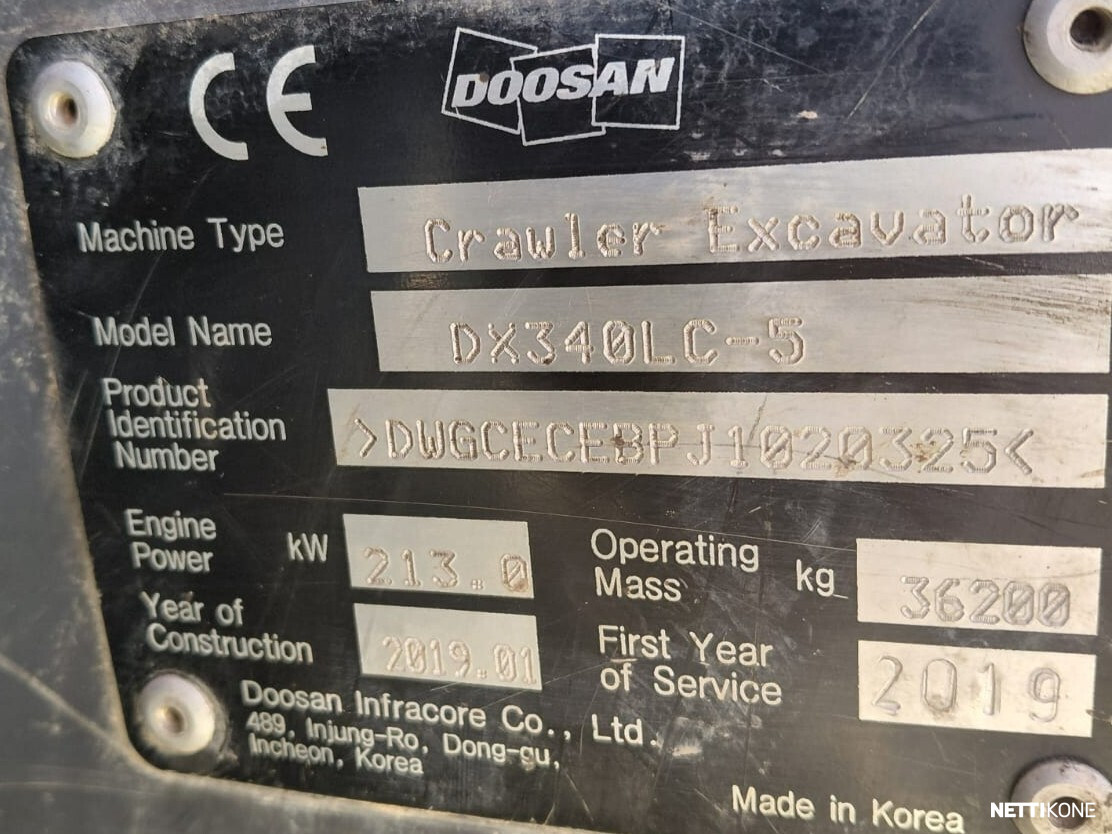 CE DOOSAN
Machine Type Crawler Excavator
Model Name DX340LC-5
Product
Identification
Number >DWGCECEBPJ1020325<
Engine
Power kW 213.0
Operating
Mass kg 36200
Year of
Construction 2019.01
First Year
of Service 2019
Doosan Infracore Co., Ltd.
489, Injung-Ro, Dong-gu,
Incheon, Korea
Made in Korea
NETTIKONE